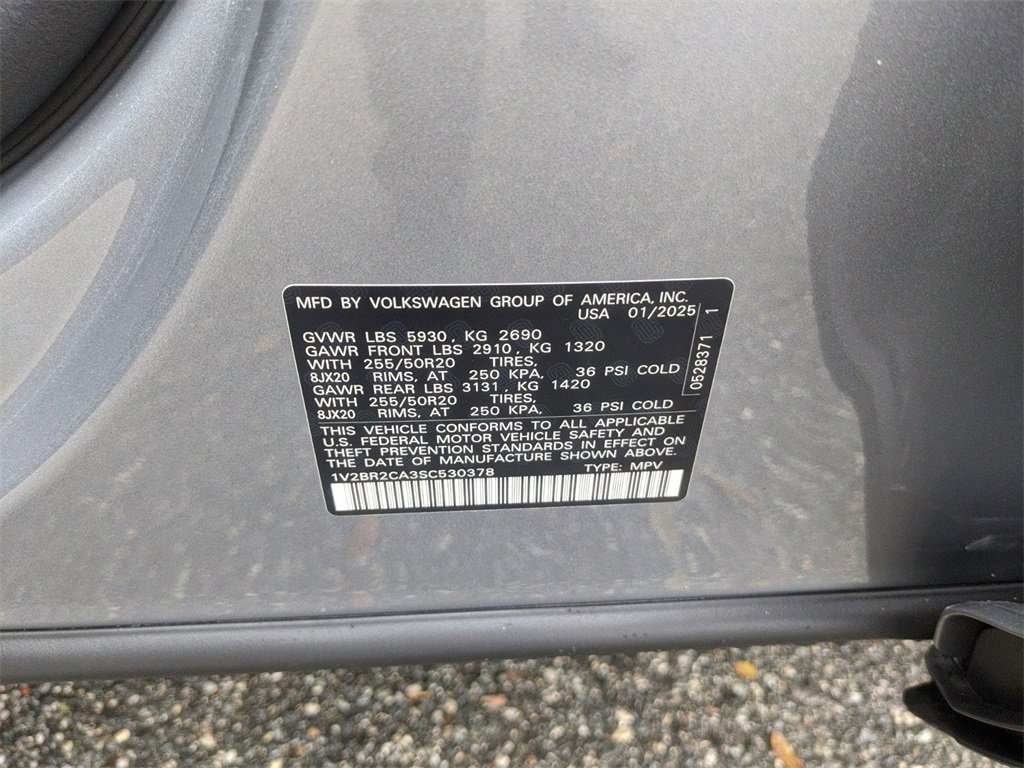 MFD BY VOLKSWAGEN GROUP OF AMERICA, INC.
USA 01/2025
GVWR LBS 5930, KG 2690
GAWR FRONT LBS 2910, KG 1320
WITH 255/50R20 TIRES,
8JX20 RIMS, AT 250 KPA, 36 PSI COLD
GAWR REAR LBS 3131, KG 1420
WITH 255/50R20 TIRES,
8JX20 RIMS, AT 250 KPA, 36 PSI COLD
THIS VEHICLE CONFORMS TO ALL APPLICABLE
U.S. FEDERAL MOTOR VEHICLE SAFETY AND
THEFT PREVENTION STANDARDS IN EFFECT ON
THE DATE OF MANUFACTURE SHOWN ABOVE.
1V2BR2CA3SC530378 TYPE: MPV
0528371 1